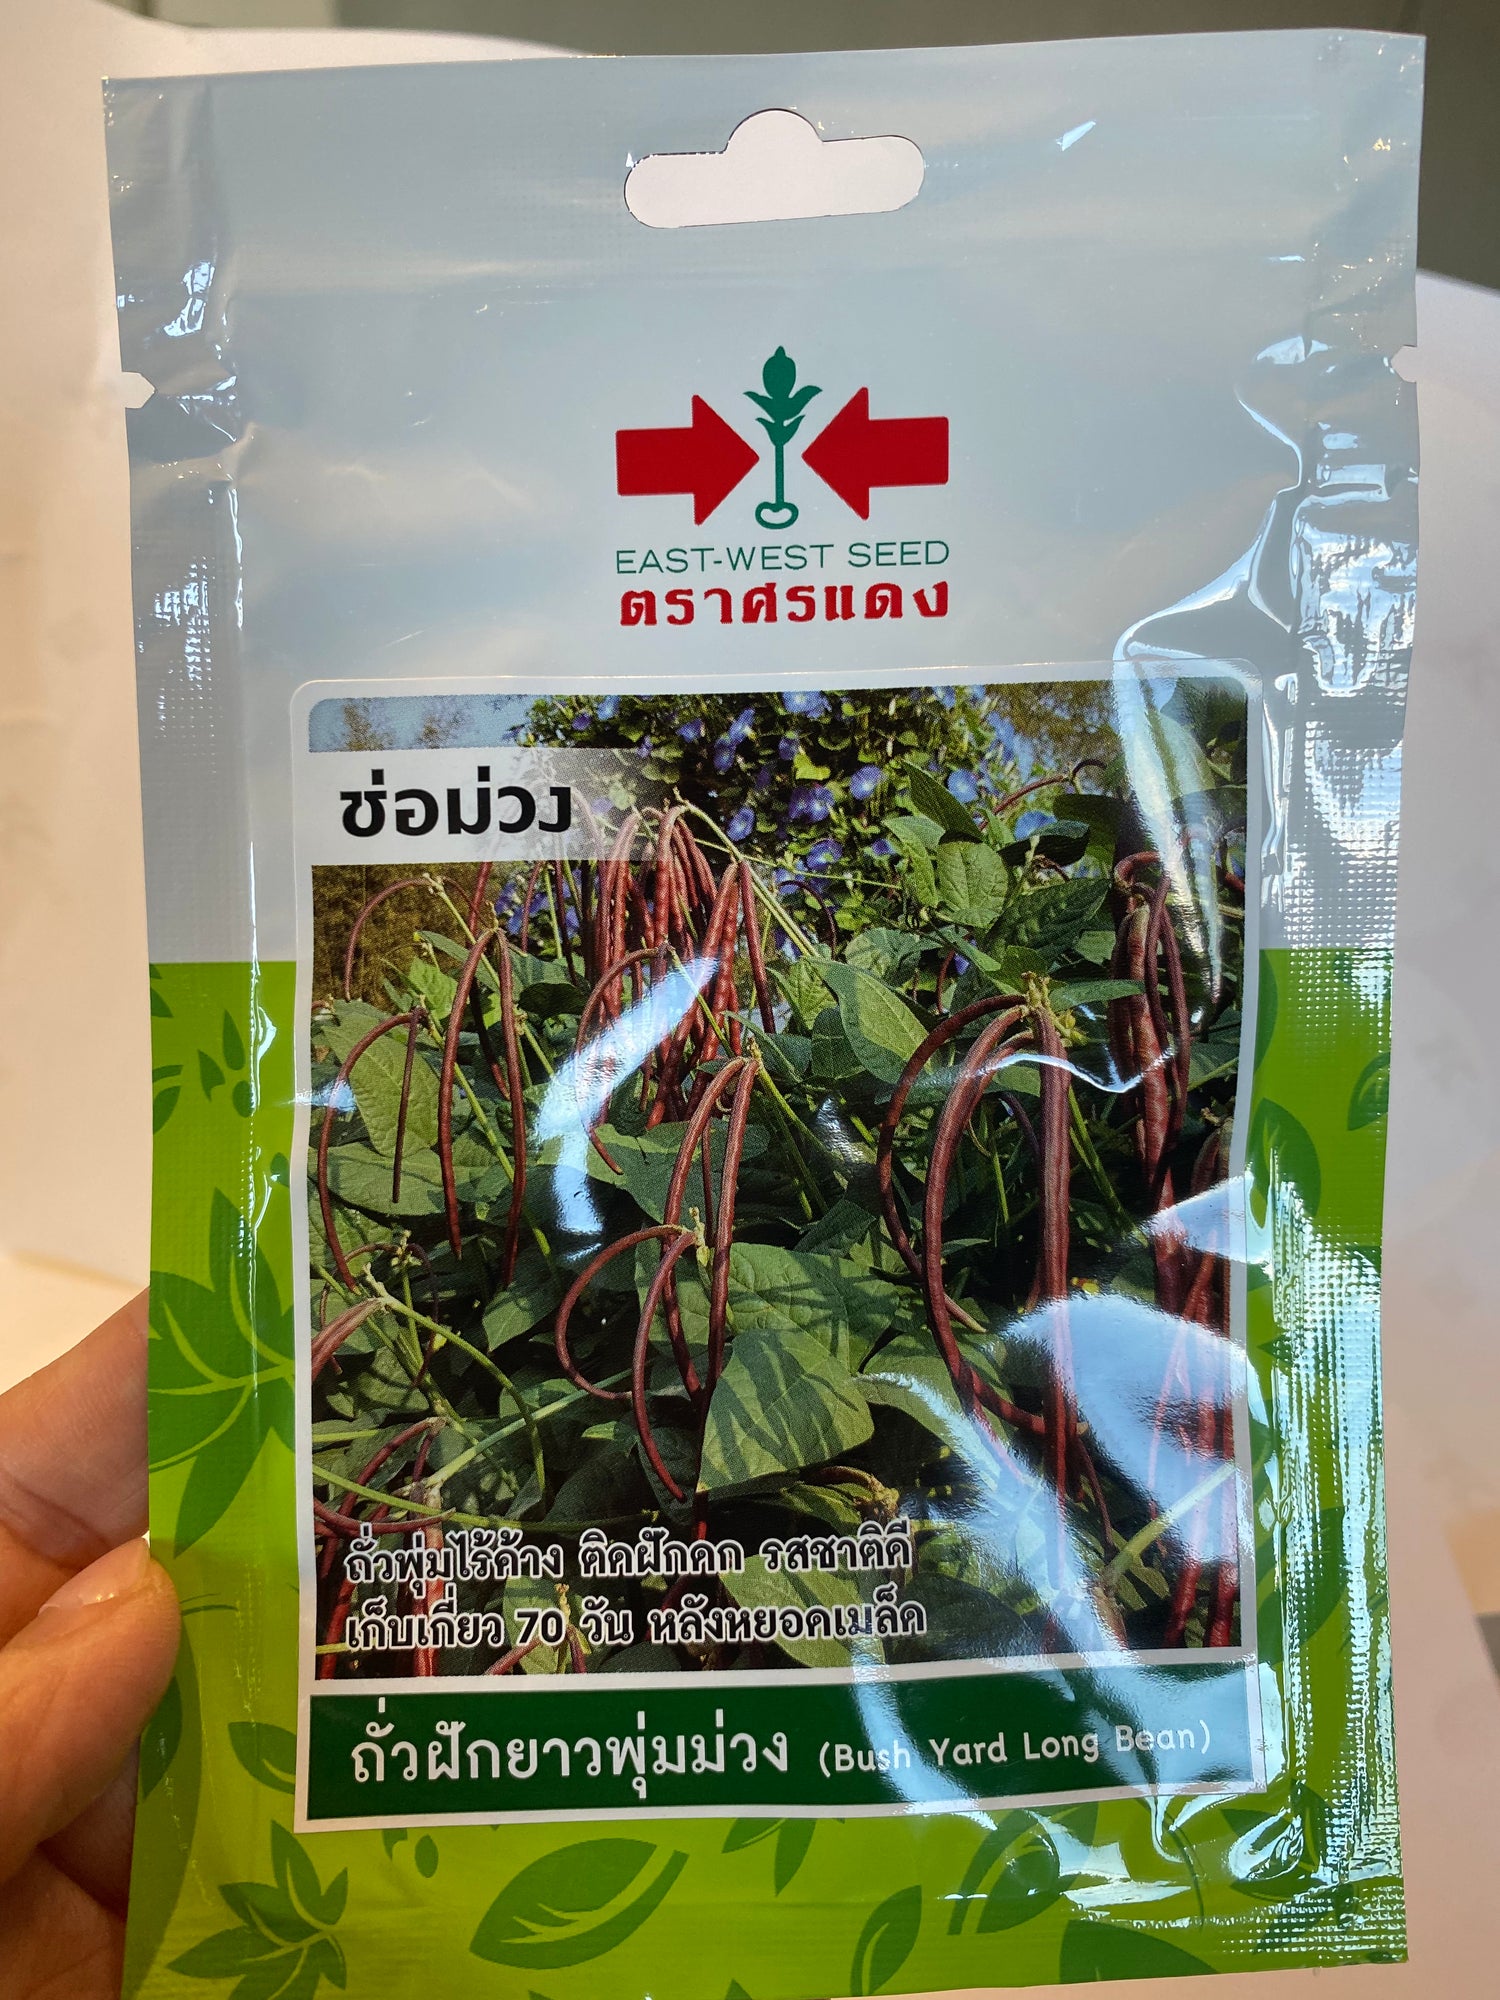 EAST-WEST SEED
ตราศรแดง
ช่อม่วง
ถั่วพุ่มไร้ค้าง ติดฝักดก รสชาติดี
เก็บเกี่ยว 70 วัน หลังหยอดเมล็ด
ถั่วฝักยาวพุ่มม่วง (Bush Yard Long Bean)